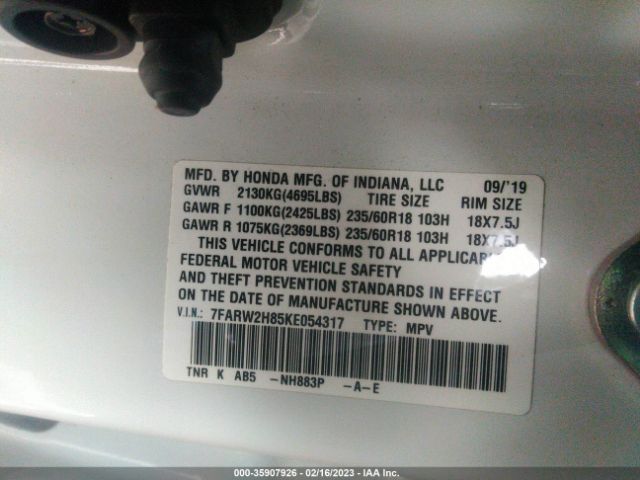 MFD. BY HONDA MFG. OF INDIANA, LLC 09/'19
GVWR 2130KG(4695LBS) TIRE SIZE RIM SIZE
GAWR F 1100KG(2425LBS) 235/60R18 103H 18X7.5J
GAWR R 1075KG(2369LBS) 235/60R18 103H 18X7.5J
THIS VEHICLE CONFORMS TO ALL APPLICABLE
FEDERAL MOTOR VEHICLE SAFETY
AND THEFT PREVENTION STANDARDS IN EFFECT
ON THE DATE OF MANUFACTURE SHOWN ABOVE.
V.I.N.: 7FARW2H85KE054317 TYPE: MPV
TNR K AB5 -NH883P -A-E
000-35907926 - 02/16/2023 - IAA Inc.